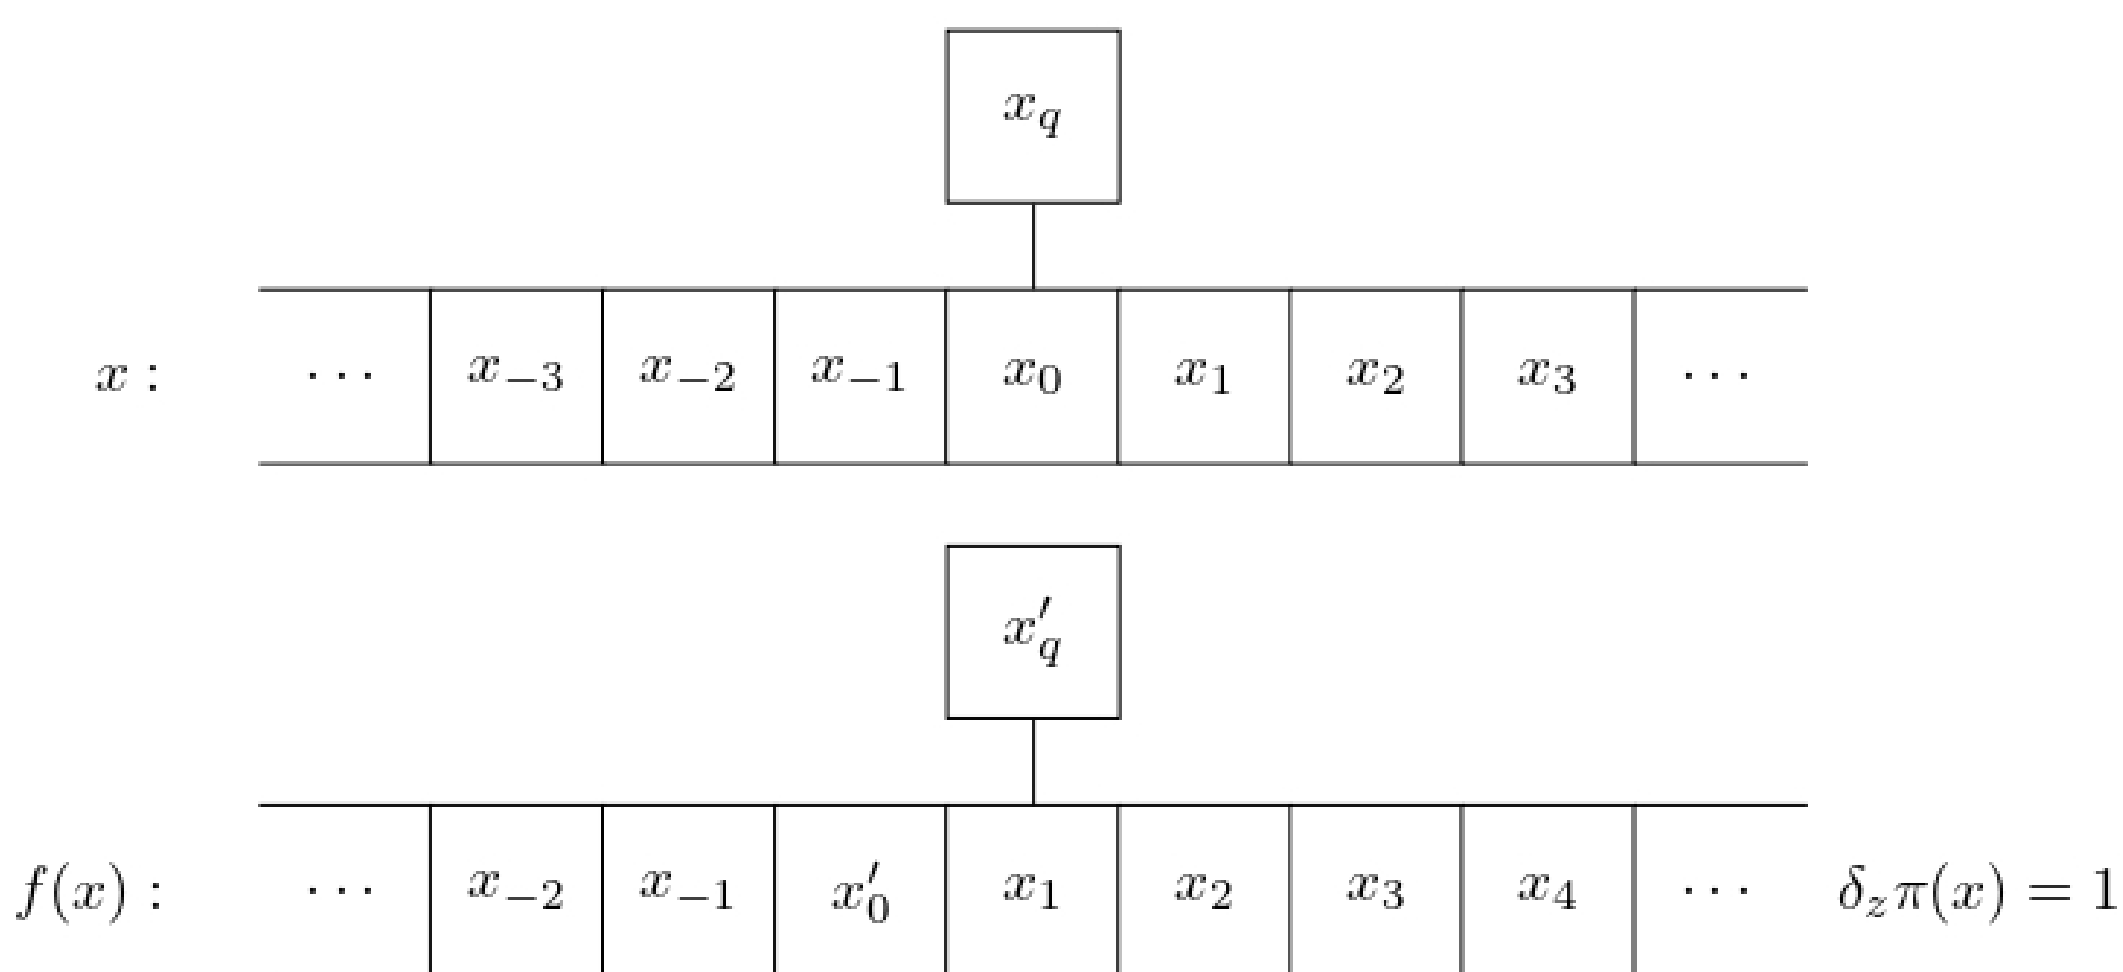 x_q
x : ⋯ x_{-3} x_{-2} x_{-1} x_0 x_1 x_2 x_3 ⋯
x'_q
f(x) : ⋯ x_{-2} x_{-1} x'_0 x_1 x_2 x_3 x_4 ⋯ δ_z π(x) = 1